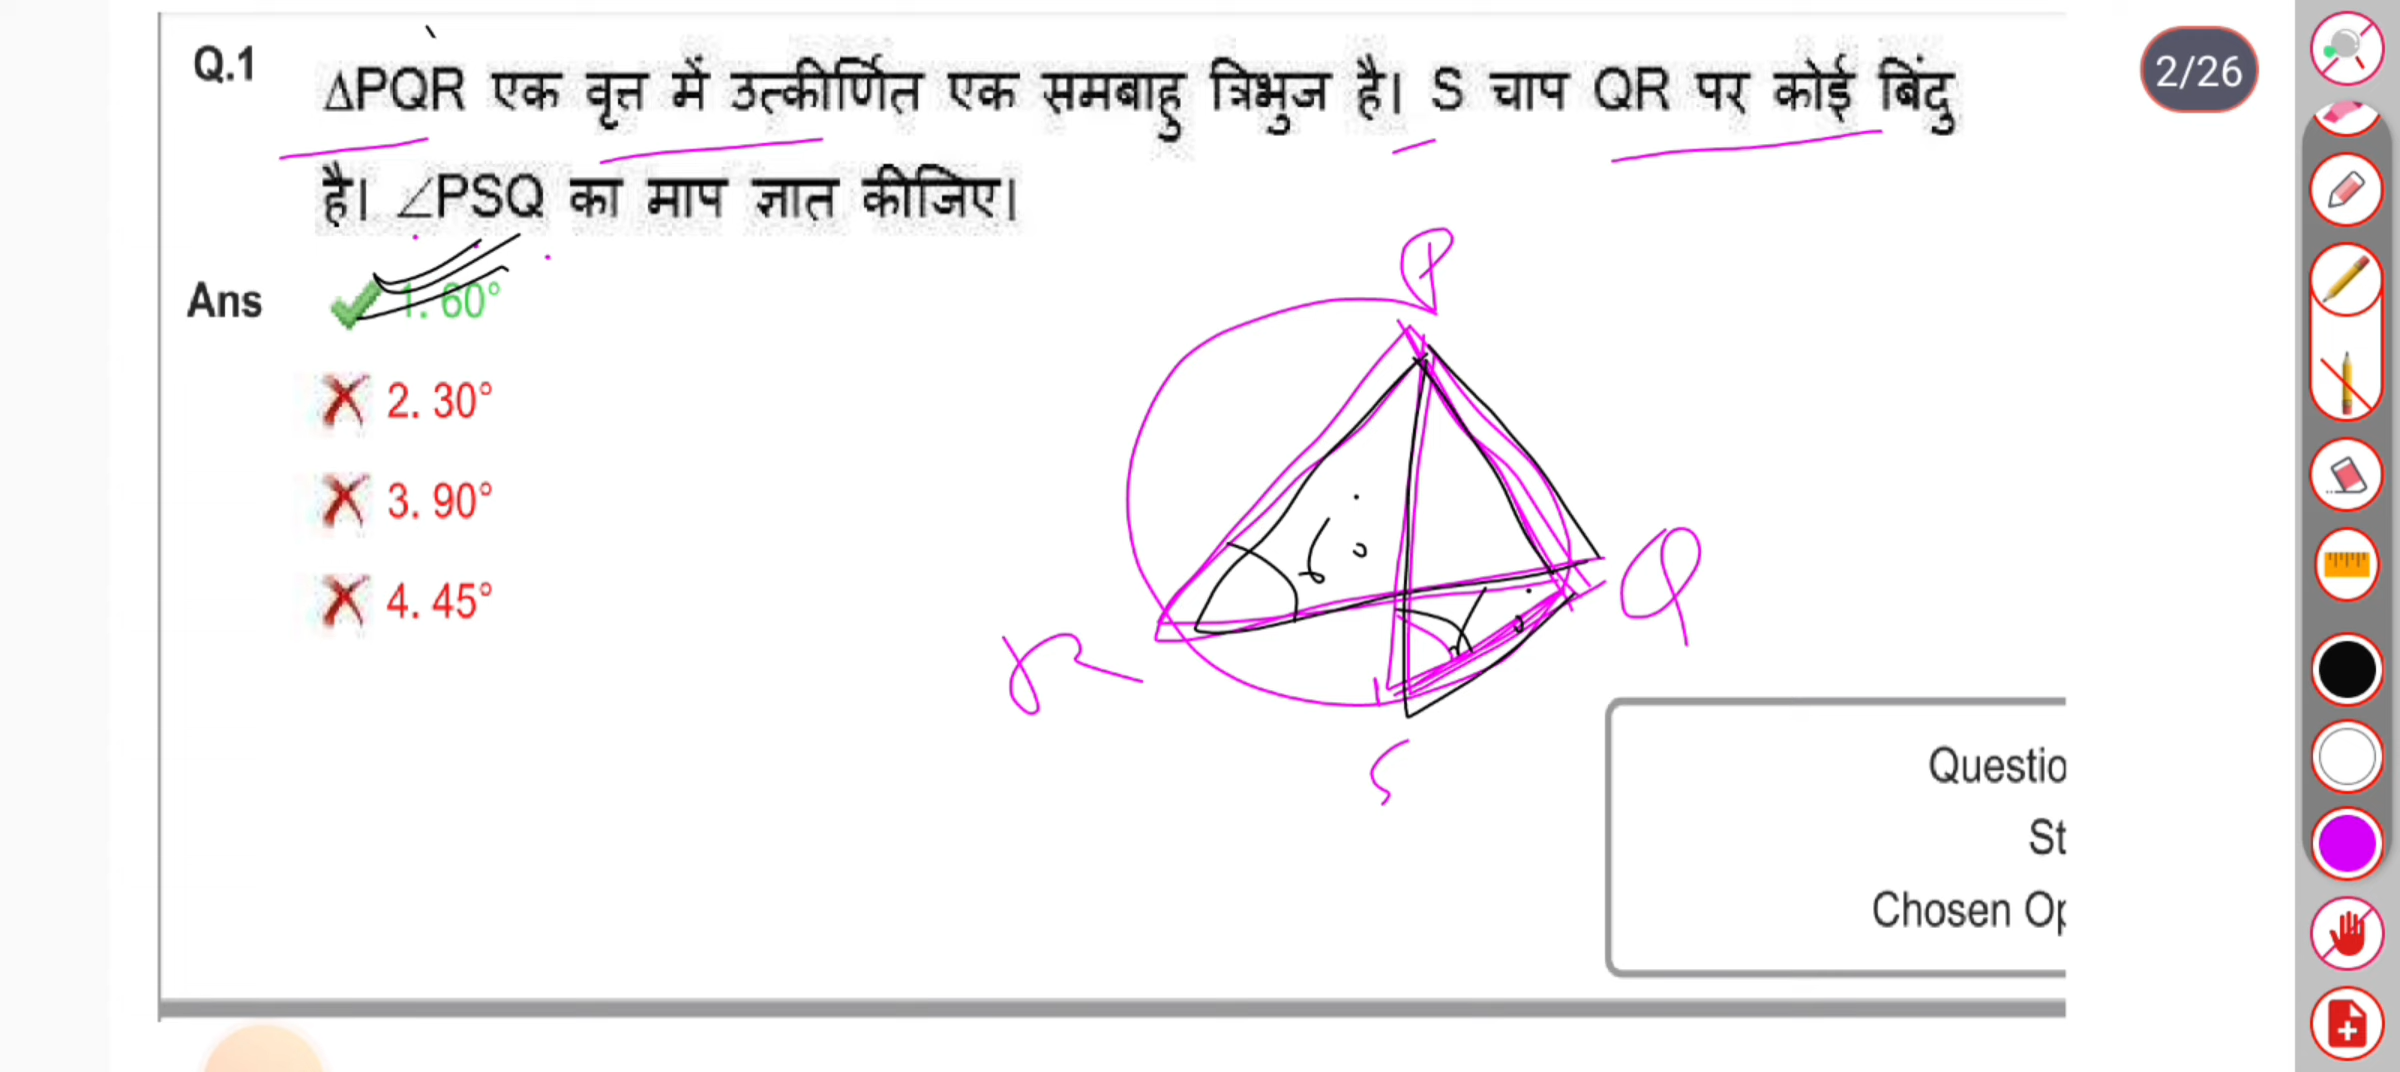 Q.1 ΔPQR एक वृत्त में उत्कीर्णित एक समबाहु त्रिभुज है। S चाप QR पर कोई बिंदु
है। ∠PSQ का माप ज्ञात कीजिए।
Ans 1. 60°
2. 30°
3. 90°
4. 45°
2/26
P
60
Q
R
S
Questio
St
Chosen Op